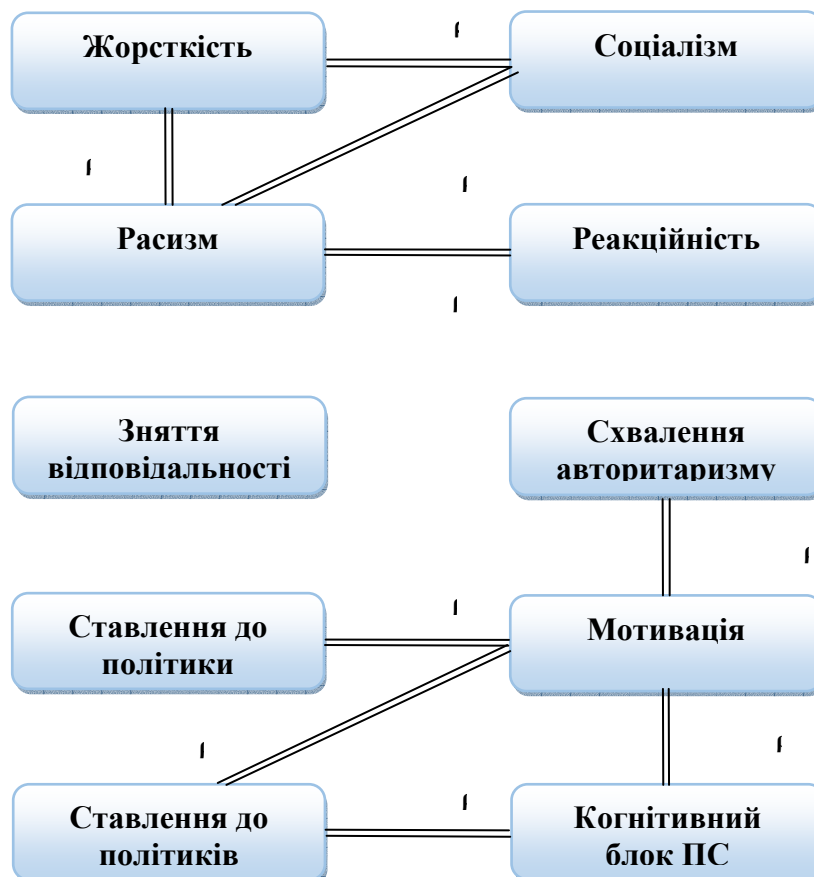 Жорсткість
Соціалізм
Расизм
Реакційність
Зняття
відповідальності
Схвалення
авторитаризму
Ставлення до
політики
Мотивація
Ставлення до
політиків
Когнітивний
блок ПС